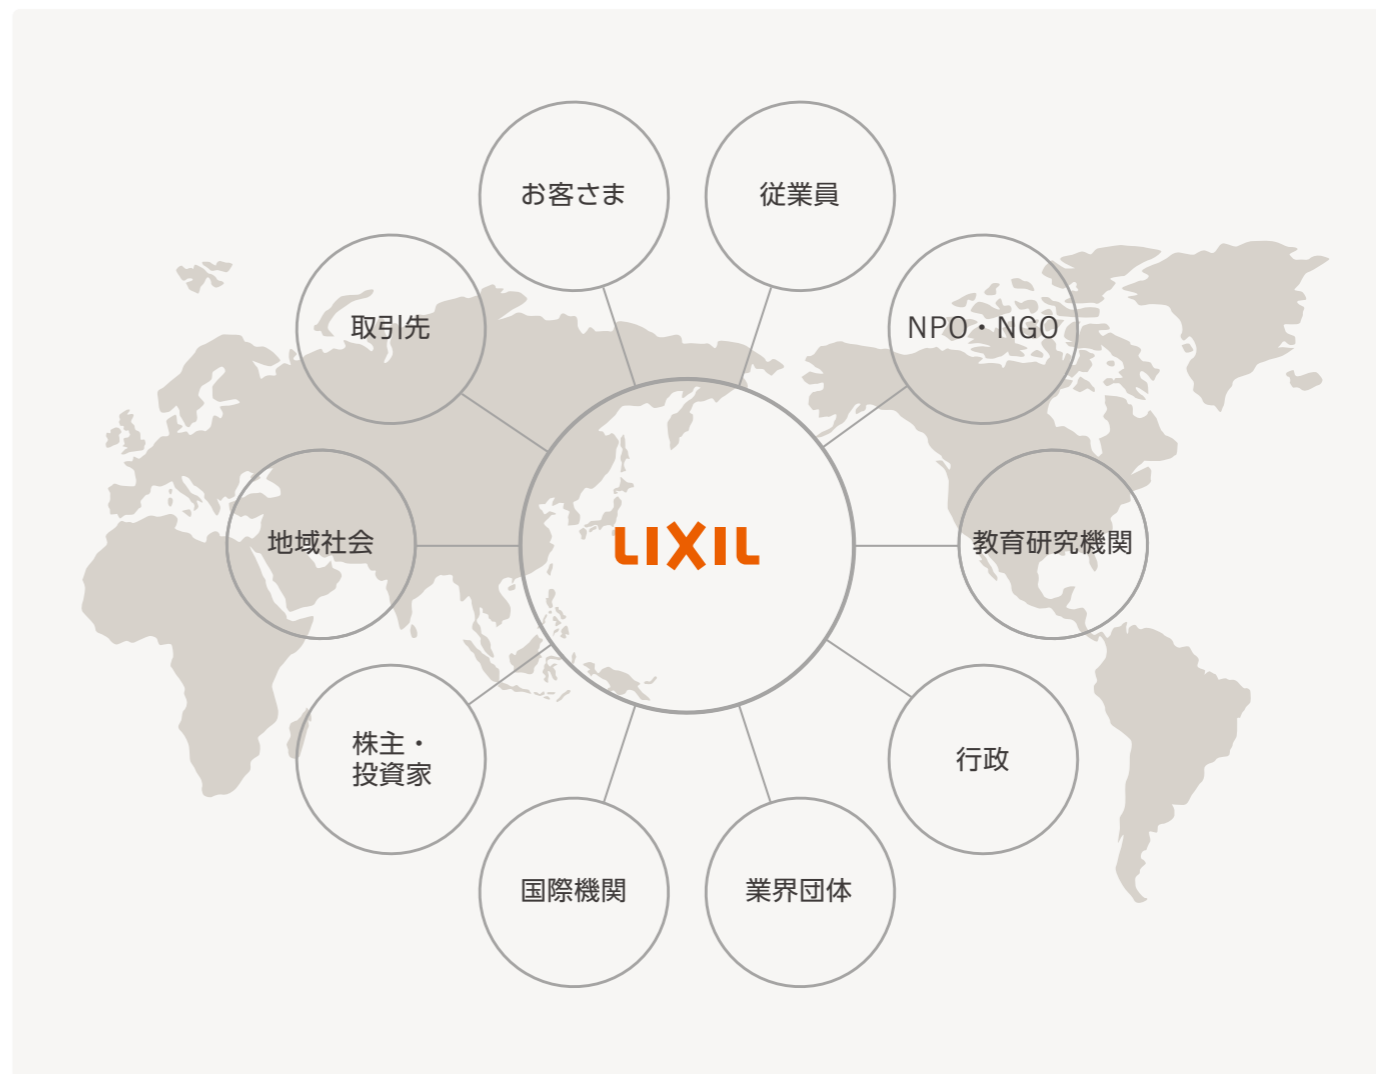 お客さま
従業員
取引先
NPO・NGO
地域社会
LIXIL
教育研究機関
株主・
投資家
行政
国際機関
業界団体